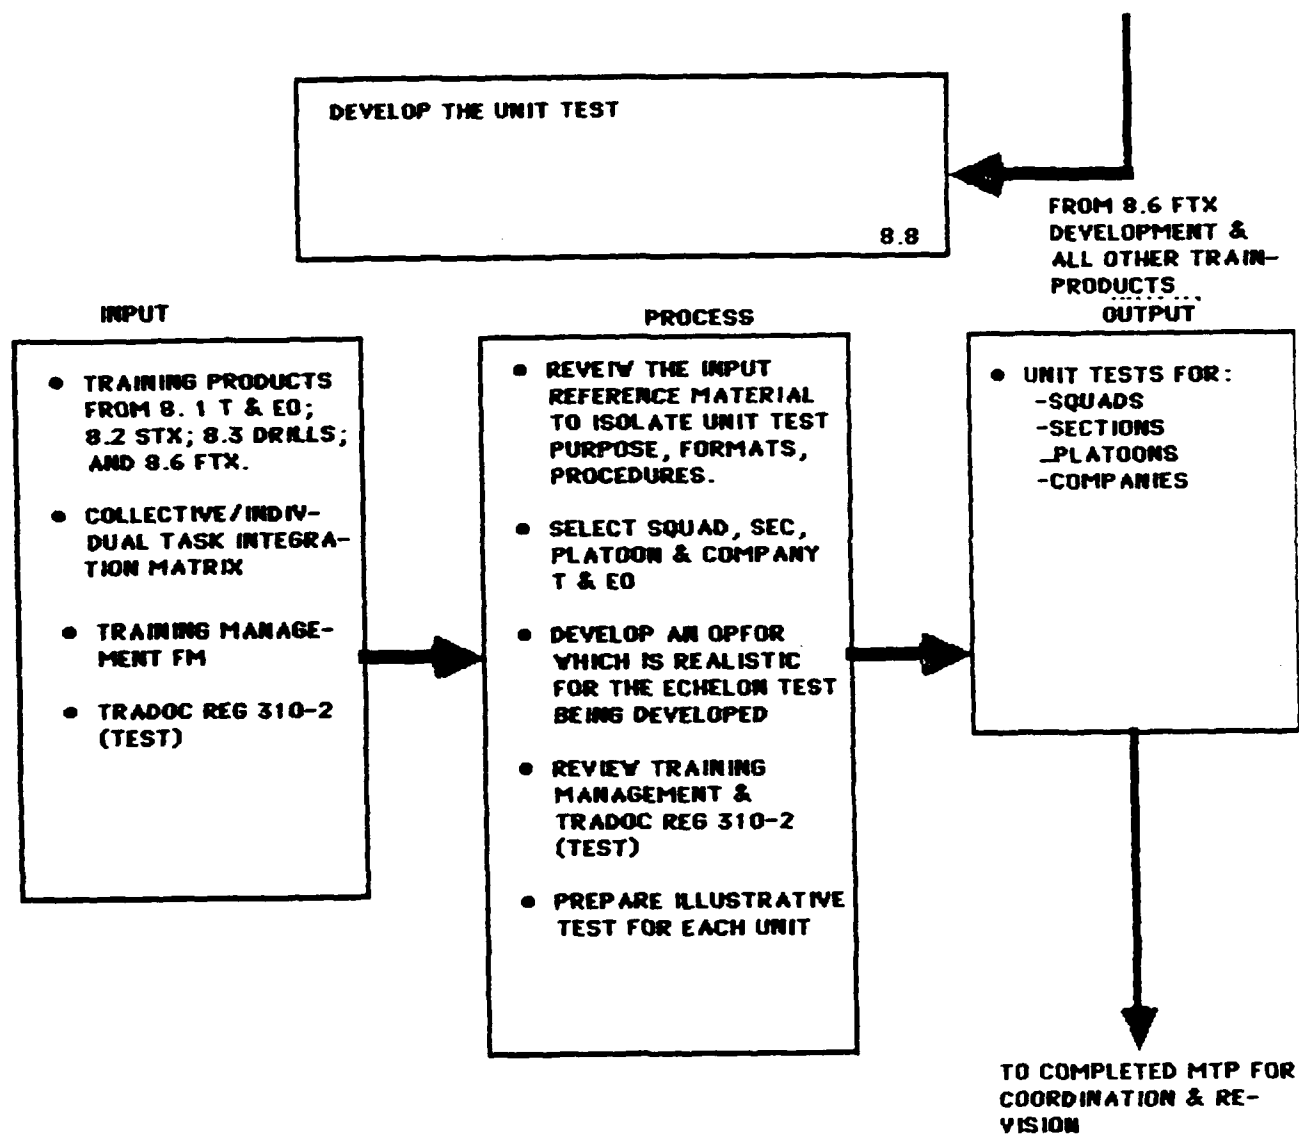 DEVELOP THE UNIT TEST
8.8
FROM 8.6 FTX
DEVELOPMENT &
ALL OTHER TRAIN-
PRODUCTS
INPUT
● TRAINING PRODUCTS
FROM 8. 1 T & EO;
8.2 STX; 8.3 DRILLS;
AND 8.6 FTX.
● COLLECTIVE/INDIV-
DUAL TASK INTEGRA-
TION MATRIX
● TRAINING MANAGE-
MENT FM
● TRADOC REG 310-2
(TEST)
PROCESS
● REVEIW THE INPUT
REFERENCE MATERIAL
TO ISOLATE UNIT TEST
PURPOSE, FORMATS,
PROCEDURES.
● SELECT SQUAD, SEC,
PLATOON & COMPANY
T & EO
● DEVELOP AN OPFOR
WHICH IS REALISTIC
FOR THE ECHELON TEST
BEING DEVELOPED
● REVIEW TRAINING
MANAGEMENT &
TRADOC REG 310-2
(TEST)
● PREPARE ILLUSTRATIVE
TEST FOR EACH UNIT
OUTPUT
● UNIT TESTS FOR:
-SQUADS
-SECTIONS
_PLATOONS
-COMPANIES
TO COMPLETED MTP FOR
COORDINATION & RE-
VISION